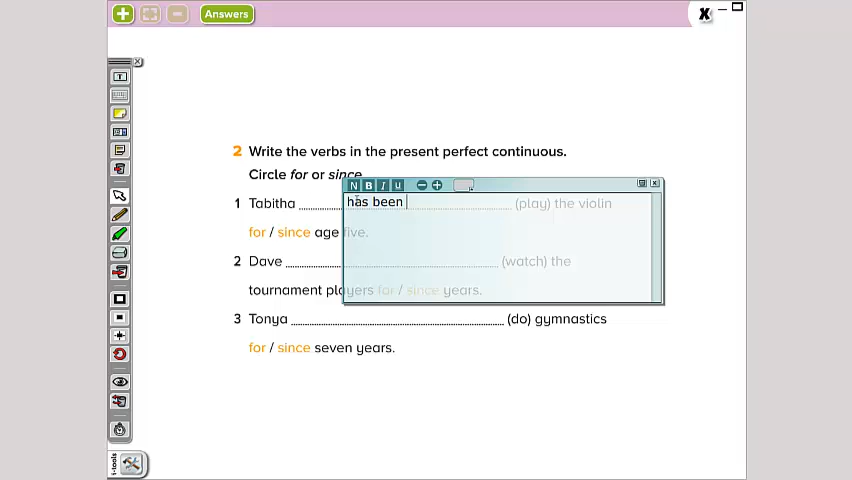 Answers
X
2 Write the verbs in the present perfect continuous.
Circle for or since
N B I U
1 Tabitha has been (play) the violin
for / since age five.
2 Dave (watch) the
tournament players for / since years.
3 Tonya (do) gymnastics
for / since seven years.
i-tools